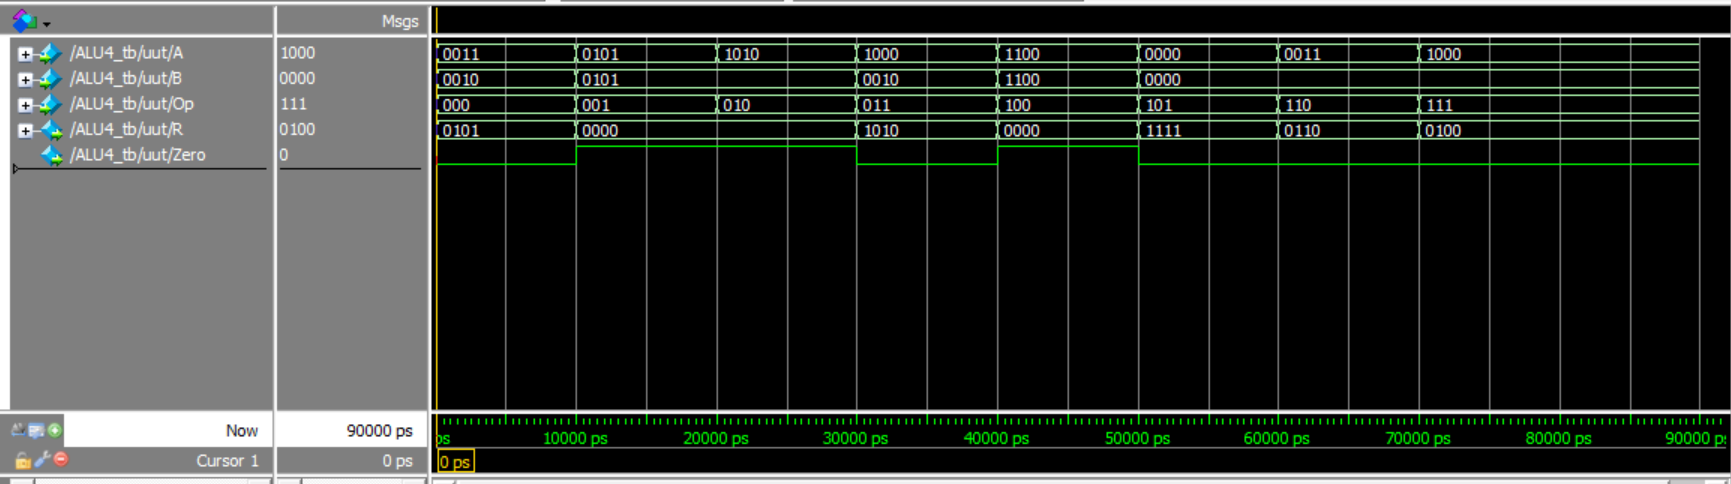 Msgs
/ALU4_tb/uut/A 1000 0011 0101 1010 1000 1100 0000 0011 1000
/ALU4_tb/uut/B 0000 0010 0101 0010 1100 0000
/ALU4_tb/uut/Op 111 000 001 010 011 100 101 110 111
/ALU4_tb/uut/R 0100 0101 0000 1010 0000 1111 0110 0100
/ALU4_tb/uut/Zero 0
Now 90000 ps ps 10000 ps 20000 ps 30000 ps 40000 ps 50000 ps 60000 ps 70000 ps 80000 ps 90000 p
Cursor 1 0 ps 0 ps